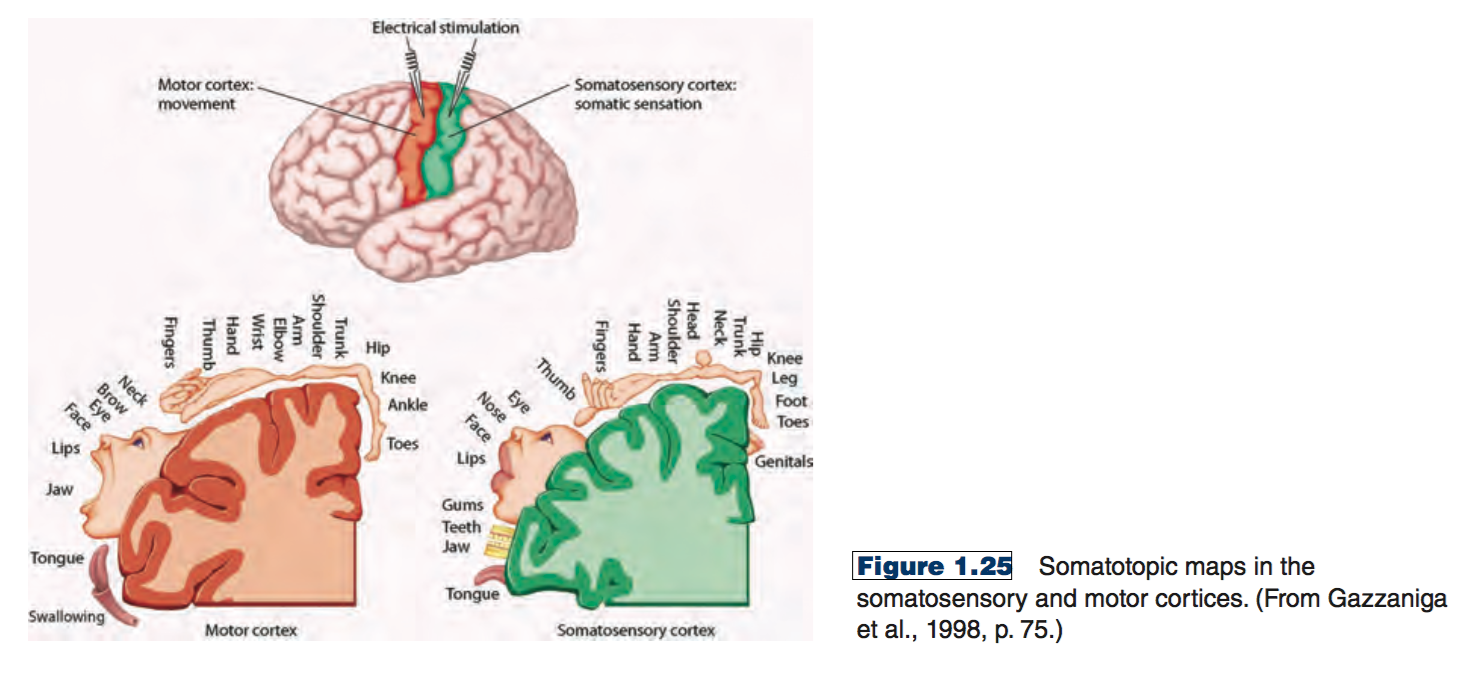 Electrical stimulation
Motor cortex:
movement
Somatosensory cortex:
somatic sensation
Fingers
Thumb
Hand
Wrist
Elbow
Arm
Shoulder
Trunk
Hip
Knee
Ankle
Toes
Neck
Brow
Eye
Face
Lips
Jaw
Tongue
Swallowing
Motor cortex
Fingers
Hand
Arm
Shoulder
Head
Neck
Trunk
Hip
Knee
Leg
Foot
Toes
Genitals
Thumb
Eye
Nose
Face
Lips
Gums
Teeth
Jaw
Tongue
Somatosensory cortex
Figure 1.25 Somatotopic maps in the
somatosensory and motor cortices. (From Gazzaniga
et al., 1998, p. 75.)